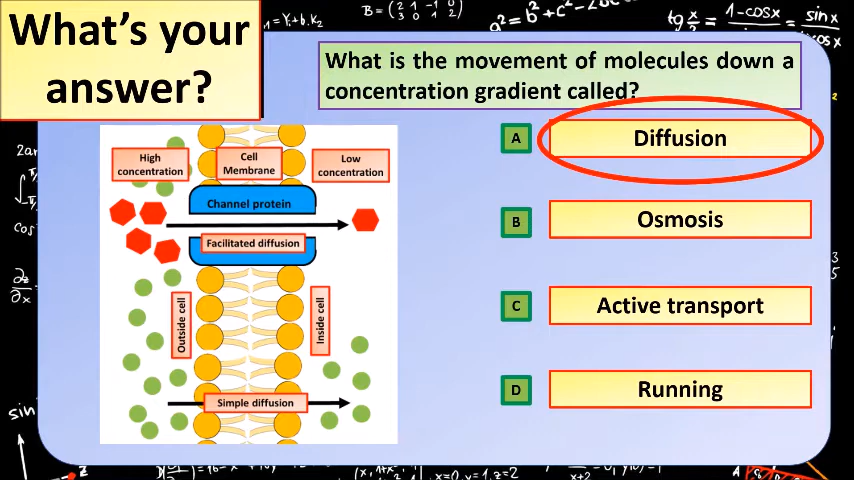 What's your
answer?
What is the movement of molecules down a
concentration gradient called?
High
concentration
Cell
Membrane
Low
concentration
Channel protein
Facilitated diffusion
Outside cell
Inside cell
Simple diffusion
A
Diffusion
B
Osmosis
C
Active transport
D
Running